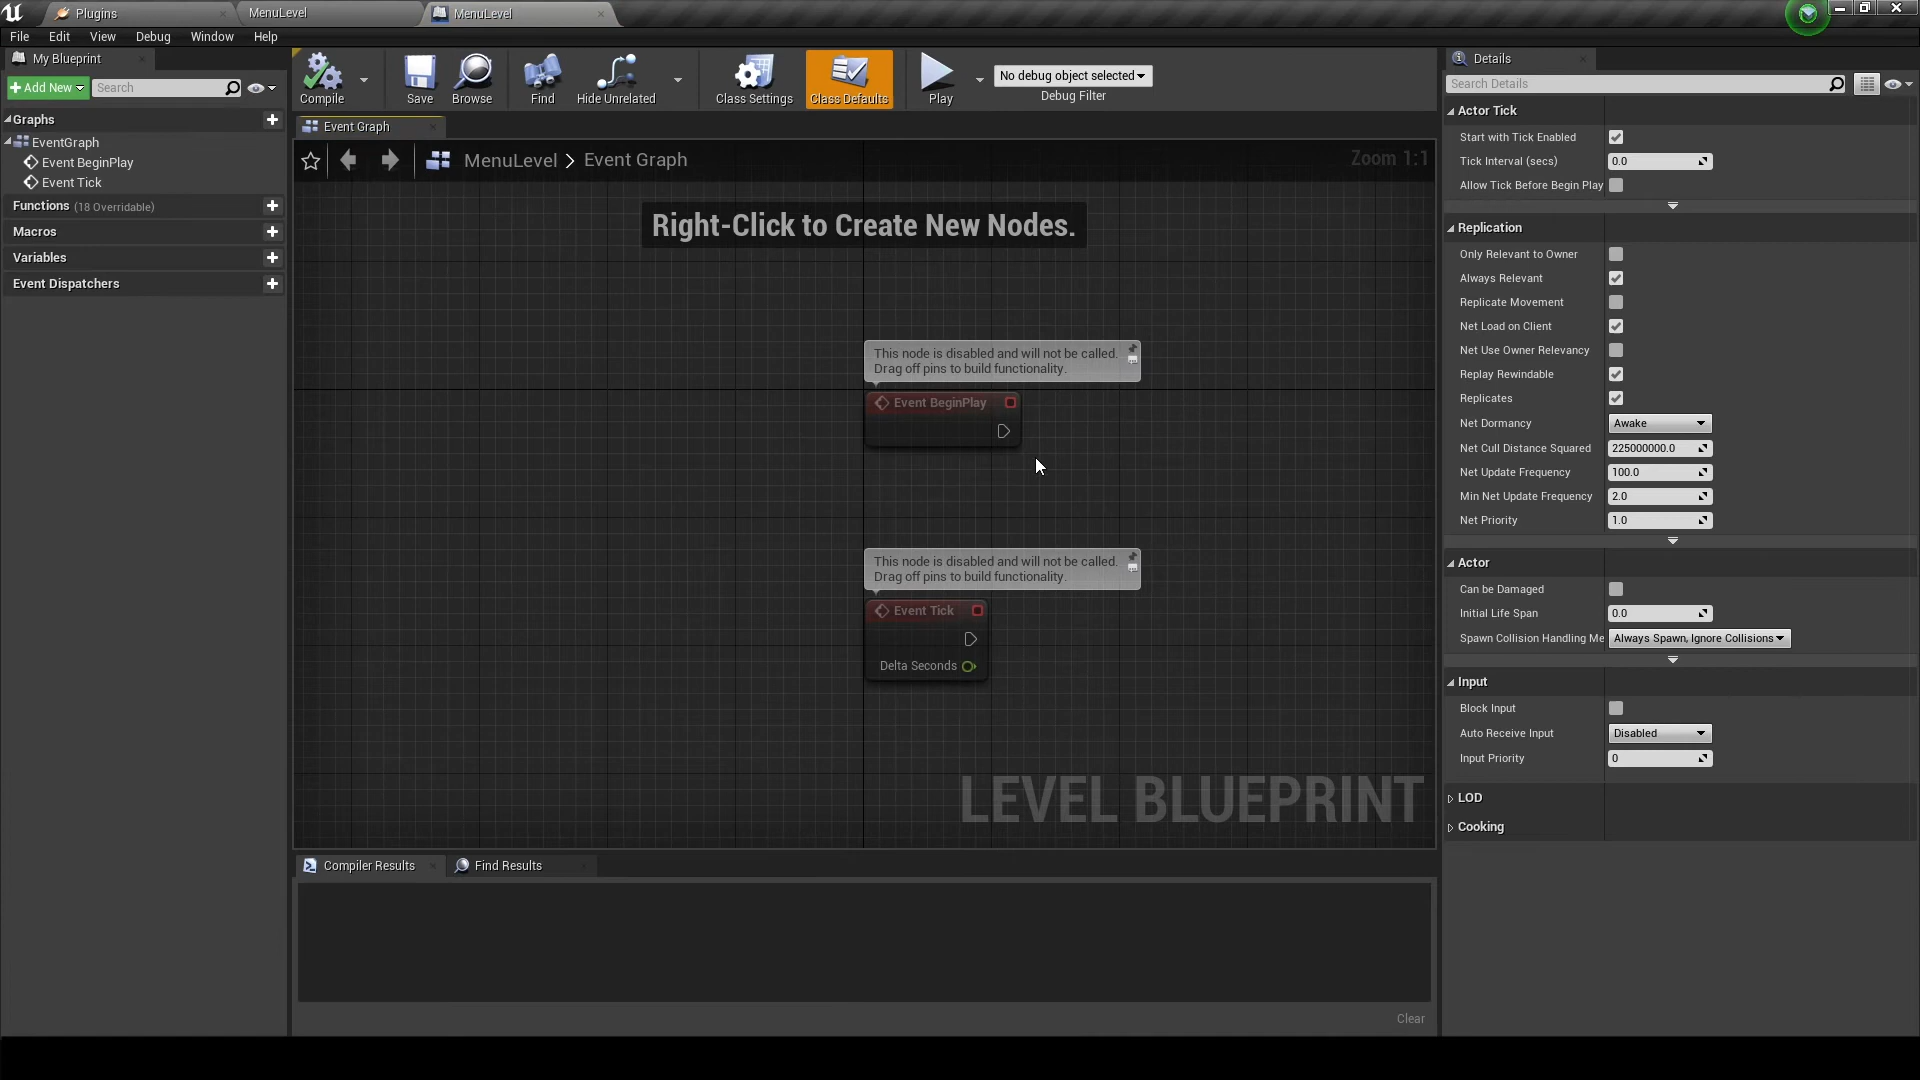 Plugins
MenuLevel
MenuLevel
File Edit View Debug Window Help
My Blueprint
Add New
Search
Graphs
EventGraph
Event BeginPlay
Event Tick
Functions (18 Overridable)
Macros
Variables
Event Dispatchers
Compile
Save
Browse
Find
Hide Unrelated
Class Settings
Class Defaults
Play
No debug object selected
Debug Filter
Event Graph
MenuLevel > Event Graph
Zoom 1:1
Right-Click to Create New Nodes.
This node is disabled and will not be called.
Drag off pins to build functionality.
Event BeginPlay
This node is disabled and will not be called.
Drag off pins to build functionality.
Event Tick
Delta Seconds
LEVEL BLUEPRINT
Compiler Results
Find Results
Clear
Details
Search Details
Actor Tick
Start with Tick Enabled
Tick Interval (secs) 0.0
Allow Tick Before Begin Play
Replication
Only Relevant to Owner
Always Relevant
Replicate Movement
Net Load on Client
Net Use Owner Relevancy
Replay Rewindable
Replicates
Net Dormancy Awake
Net Cull Distance Squared 225000000.0
Net Update Frequency 100.0
Min Net Update Frequency 2.0
Net Priority 1.0
Actor
Can be Damaged
Initial Life Span 0.0
Spawn Collision Handling Me Always Spawn, Ignore Collisions
Input
Block Input
Auto Receive Input Disabled
Input Priority 0
LOD
Cooking